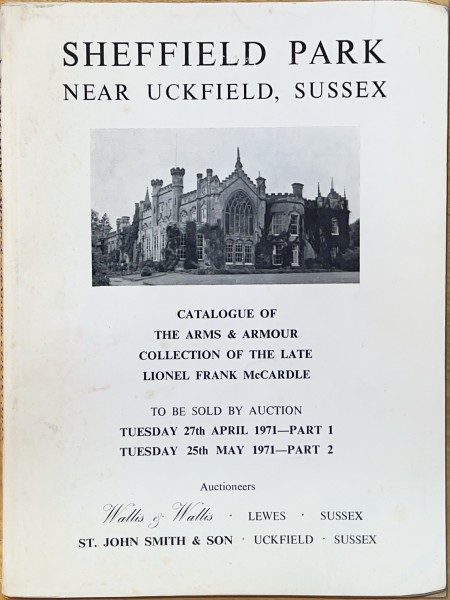 SHEFFIELD PARK
NEAR UCKFIELD, SUSSEX
CATALOGUE OF
THE ARMS & ARMOUR
COLLECTION OF THE LATE
LIONEL FRANK McCARDLE
TO BE SOLD BY AUCTION
TUESDAY 27th APRIL 1971—PART 1
TUESDAY 25th MAY 1971—PART 2
Auctioneers
Wallis & Wallis · LEWES · SUSSEX
ST. JOHN SMITH & SON · UCKFIELD · SUSSEX